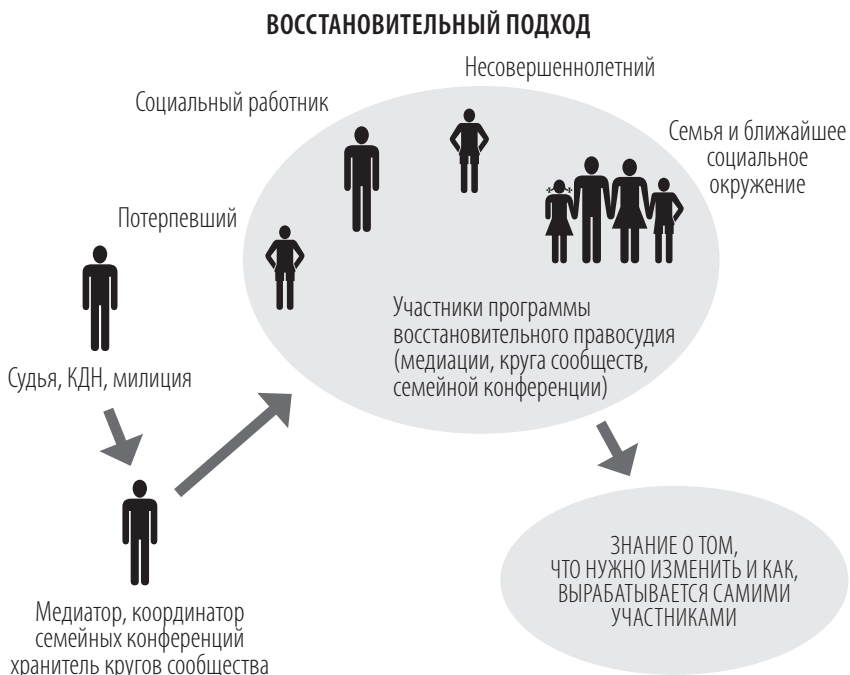 ВОССТАНОВИТЕЛЬНЫЙ ПОДХОД
Несовершеннолетний
Социальный работник
Семья и ближайшее
социальное
окружение
Потерпевший
Участники программы
восстановительного правосудия
(медиации, круга сообществ,
семейной конференции)
Судья, КДН, милиция
ЗНАНИЕ О ТОМ,
ЧТО НУЖНО ИЗМЕНИТЬ И КАК,
ВЫРАБАТЫВАЕТСЯ САМИМИ
УЧАСТНИКАМИ
Медиатор, координатор
семейных конференций
хранитель кругов сообщества